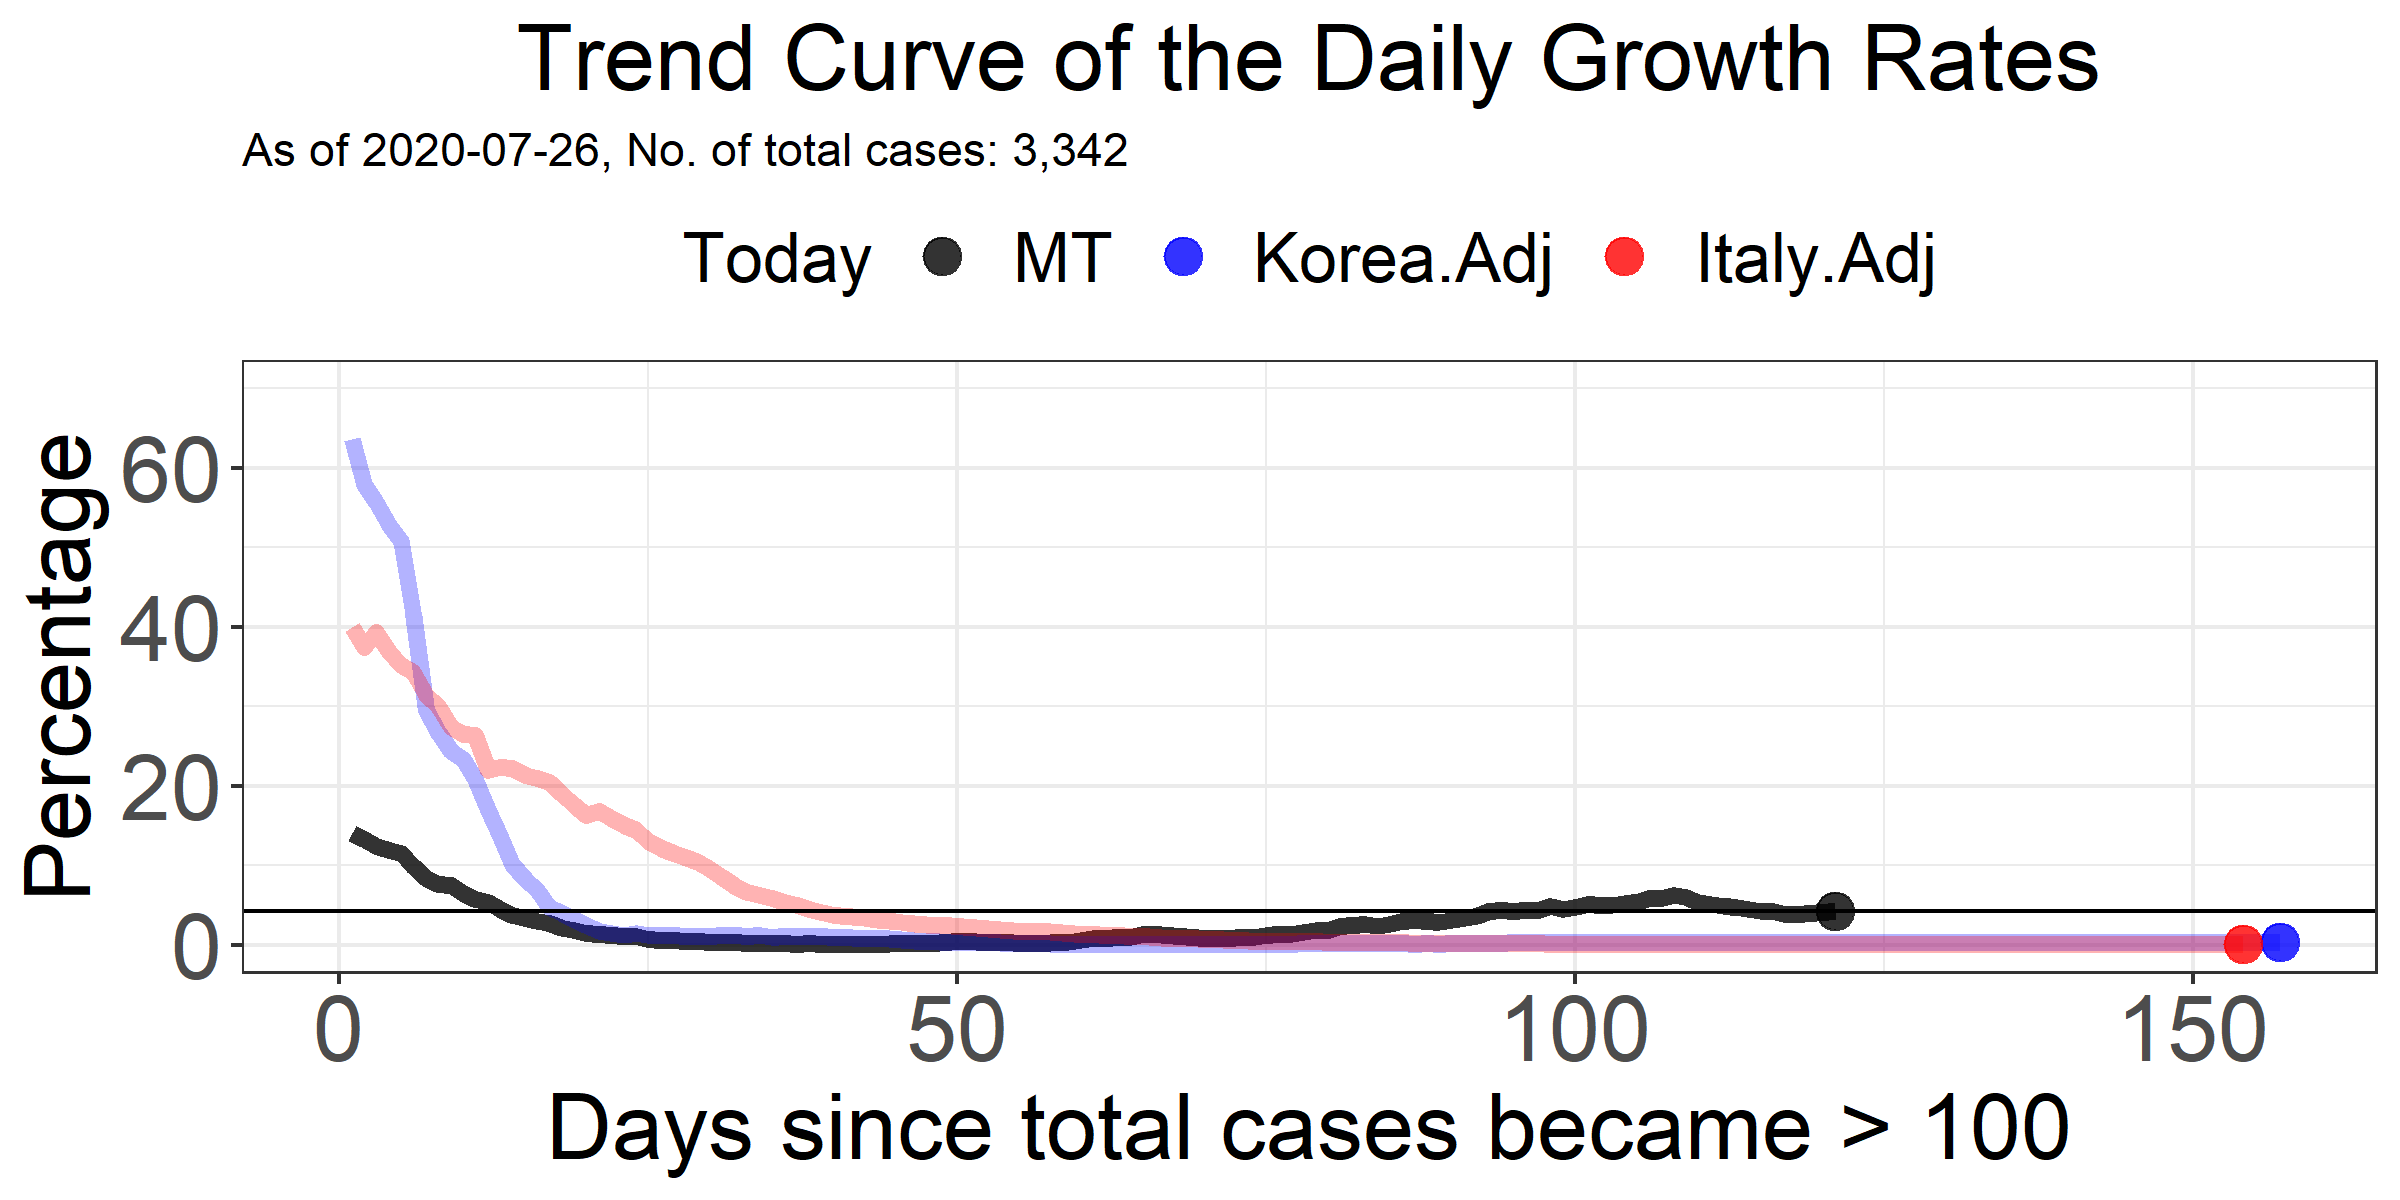 Trend Curve of the Daily Growth Rates
As of 2020-07-26, No. of total cases: 3,342
Today MT Korea.Adj Italy.Adj
Percentage
60
40
20
0
0 50 100 150
Days since total cases became > 100